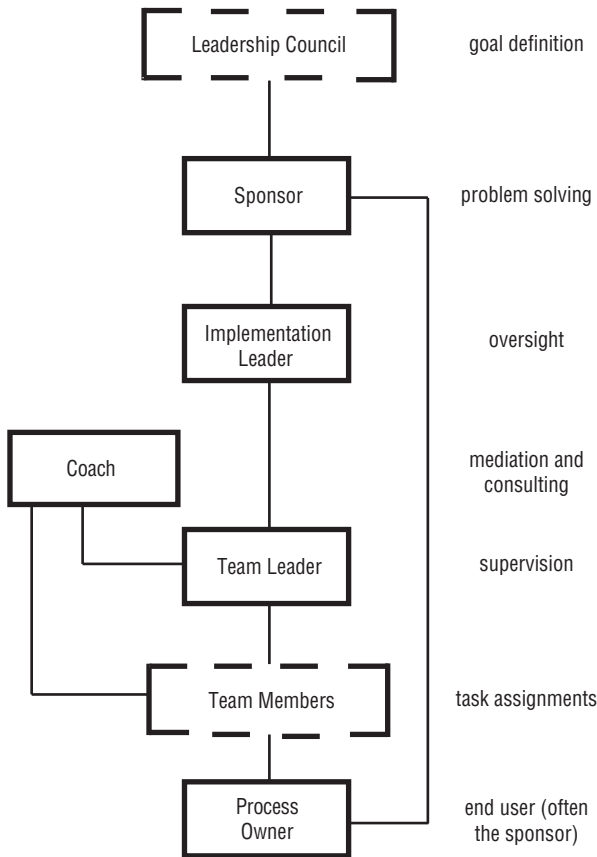 Leadership Council
goal definition
Sponsor
problem solving
Implementation
Leader
oversight
Coach
mediation and
consulting
Team Leader
supervision
Team Members
task assignments
Process
Owner
end user (often
the sponsor)